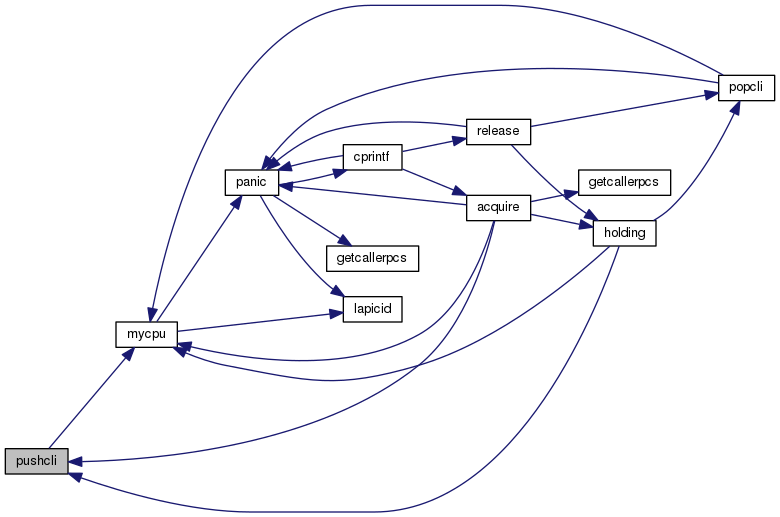 popcli
release
cprintf
panic
getcallerpcs
acquire
holding
getcallerpcs
lapicid
mycpu
pushcli